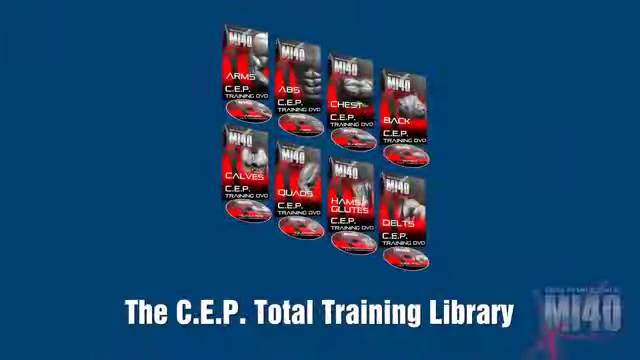 MI40
ARMS
C.E.P.
TRAINING DVD
MI40
ABS
C.E.P.
TRAINING DVD
MI40
CHEST
C.E.P.
TRAINING DVD
MI40
BACK
C.E.P.
TRAINING DVD
MI40
CALVES
C.E.P.
TRAINING DVD
MI40
QUADS
C.E.P.
TRAINING DVD
MI40
HAMS/
GLUTES
C.E.P.
TRAINING DVD
MI40
DELTS
C.E.P.
TRAINING DVD
The C.E.P. Total Training Library
MI40